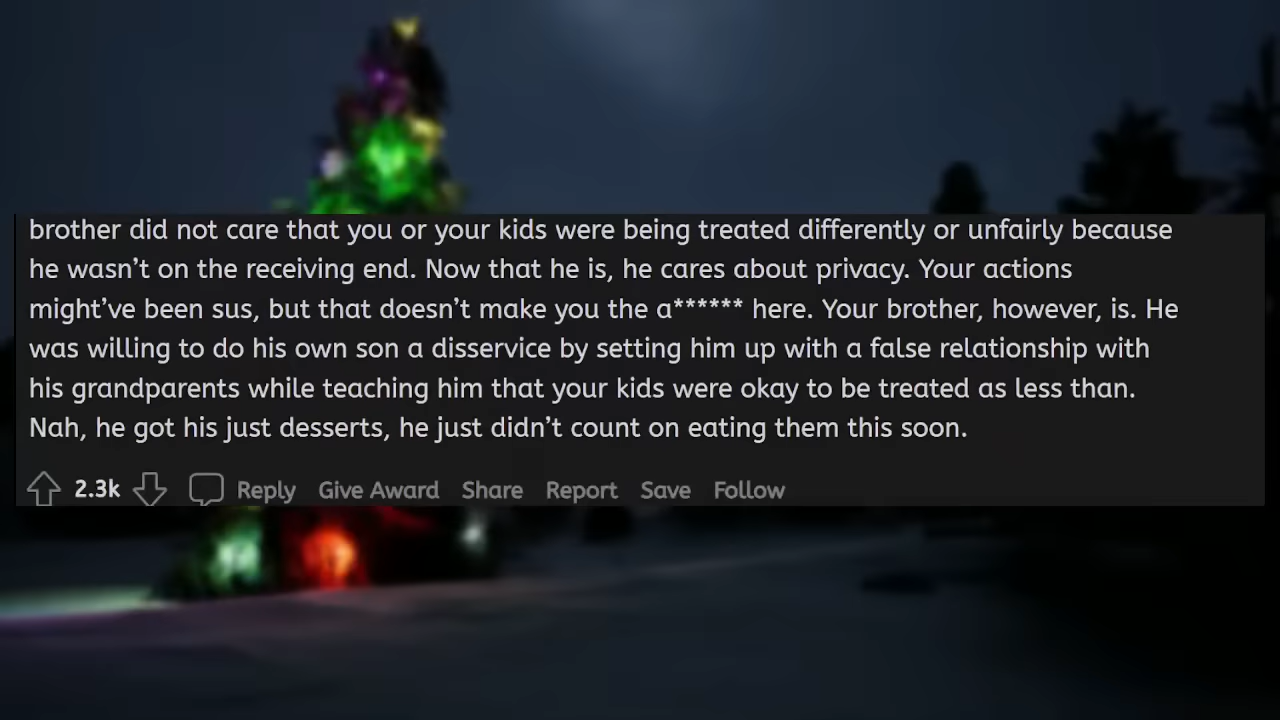 brother did not care that you or your kids were being treated differently or unfairly because
he wasn’t on the receiving end. Now that he is, he cares about privacy. Your actions
might’ve been sus, but that doesn’t make you the a****** here. Your brother, however, is. He
was willing to do his own son a disservice by setting him up with a false relationship with
his grandparents while teaching him that your kids were okay to be treated as less than.
Nah, he got his just desserts, he just didn’t count on eating them this soon.
2.3k Reply Give Award Share Report Save Follow